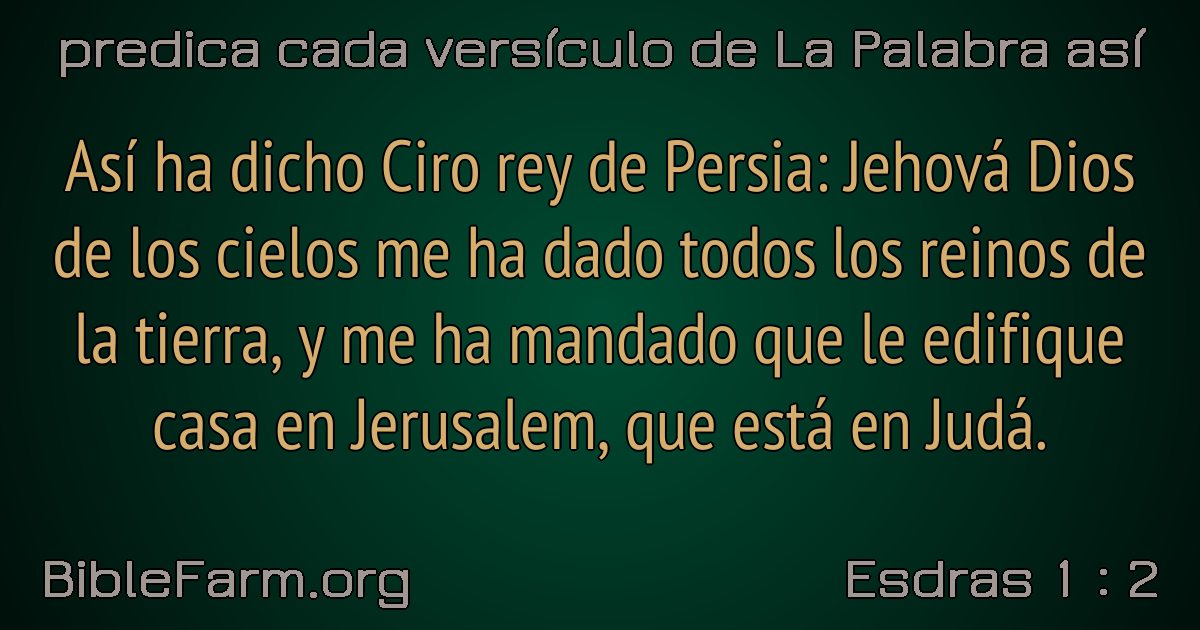 predica cada versículo de La Palabra así
Así ha dicho Ciro rey de Persia: Jehová Dios
de los cielos me ha dado todos los reinos de
la tierra, y me ha mandado que le edifique
casa en Jerusalem, que está en Judá.
BibleFarm.org
Esdras 1 : 2